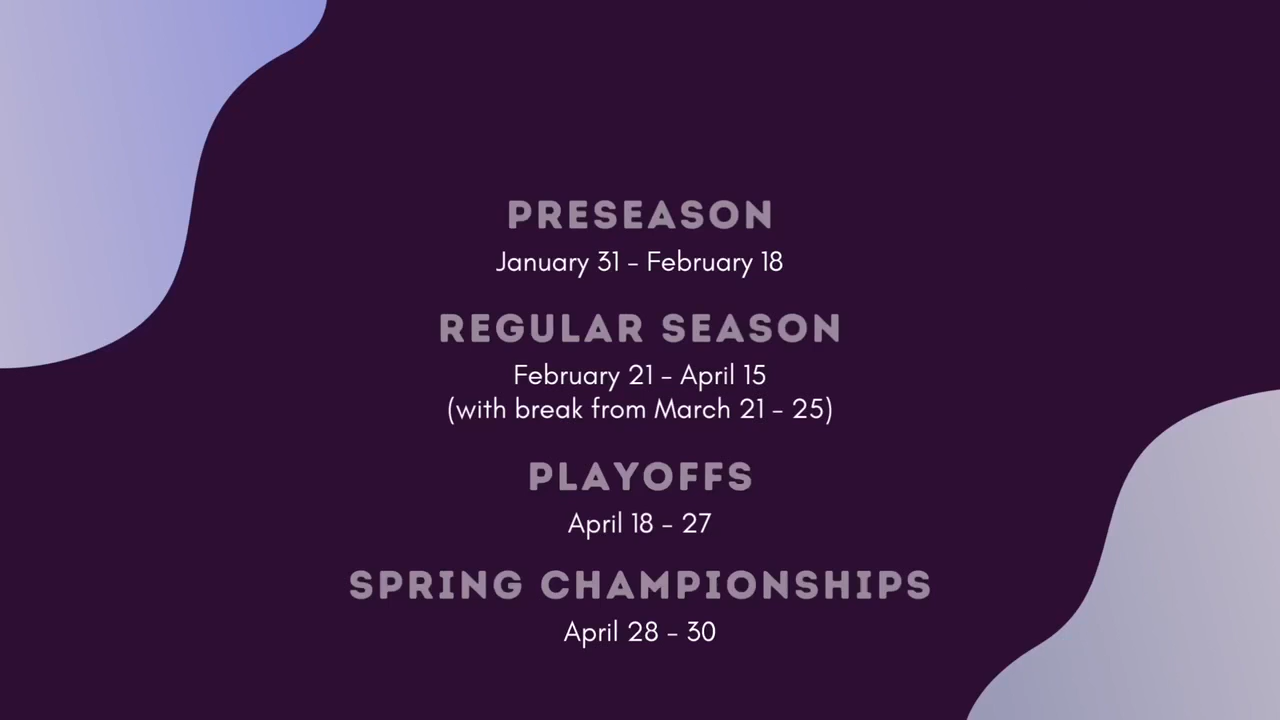 PRESEASON
January 31 - February 18
REGULAR SEASON
February 21 - April 15
(with break from March 21 - 25)
PLAYOFFS
April 18 - 27
SPRING CHAMPIONSHIPS
April 28 - 30